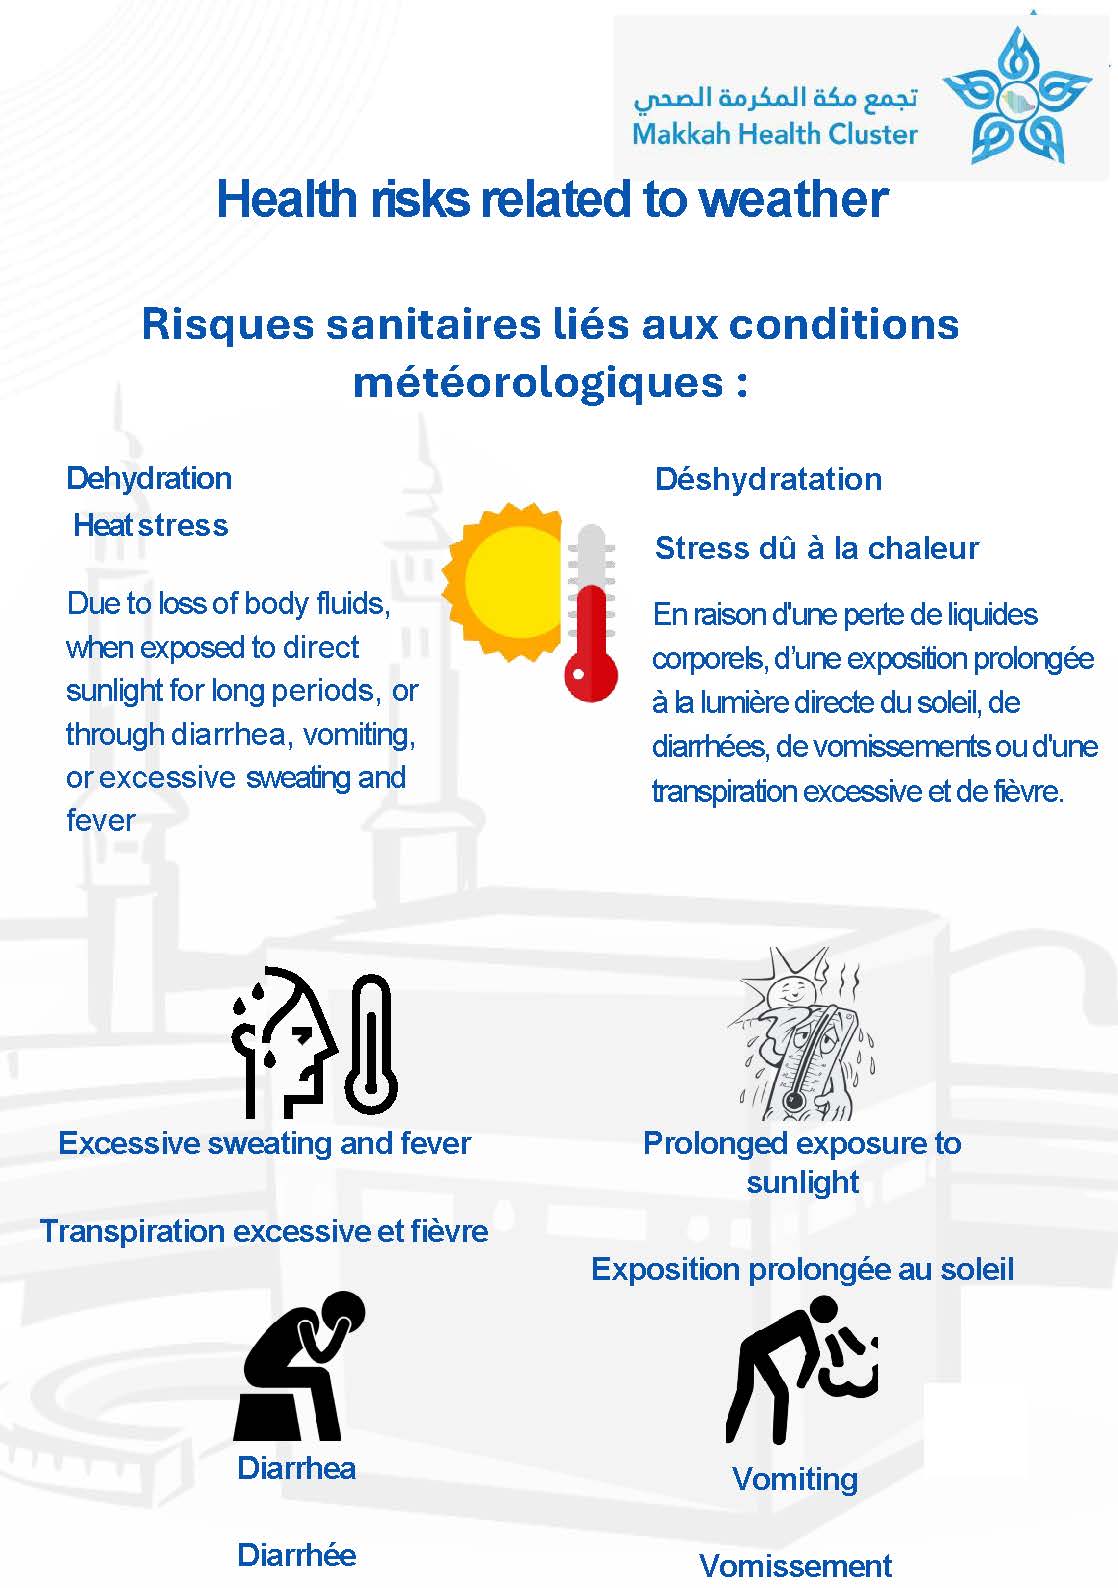 تجمع مكة المكرمة الصحي
Makkah Health Cluster
Health risks related to weather
Risques sanitaires liés aux conditions
météorologiques :
Dehydration
Heat stress
Due to loss of body fluids,
when exposed to direct
sunlight for long periods, or
through diarrhea, vomiting,
or excessive sweating and
fever
Déshydratation
Stress dû à la chaleur
En raison d'une perte de liquides
corporels, d’une exposition prolongée
à la lumière directe du soleil, de
diarrhées, de vomissements ou d'une
transpiration excessive et de fièvre.
Excessive sweating and fever
Transpiration excessive et fièvre
Prolonged exposure to
sunlight
Exposition prolongée au soleil
Diarrhea
Diarrhée
Vomiting
Vomissement